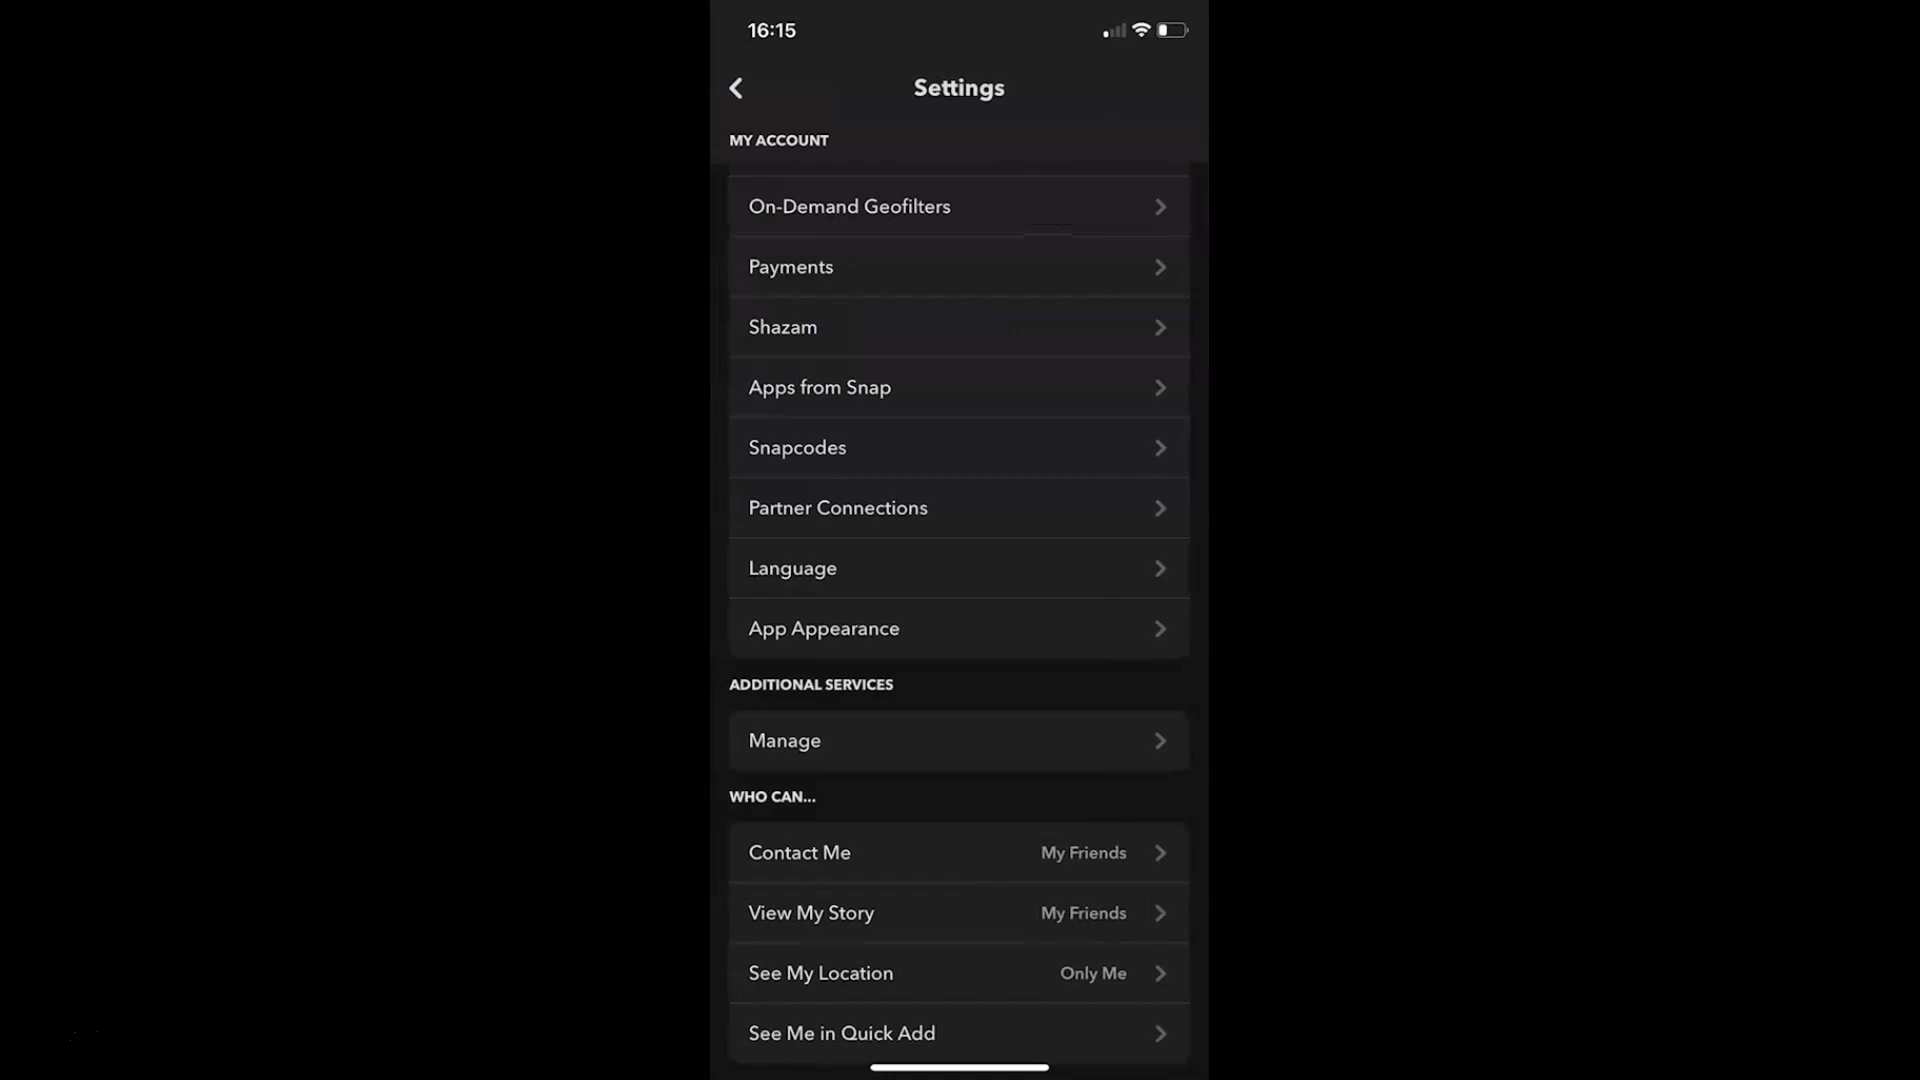 16:15
Settings
MY ACCOUNT
On-Demand Geofilters
Payments
Shazam
Apps from Snap
Snapcodes
Partner Connections
Language
App Appearance
ADDITIONAL SERVICES
Manage
WHO CAN...
Contact Me My Friends
View My Story My Friends
See My Location Only Me
See Me in Quick Add